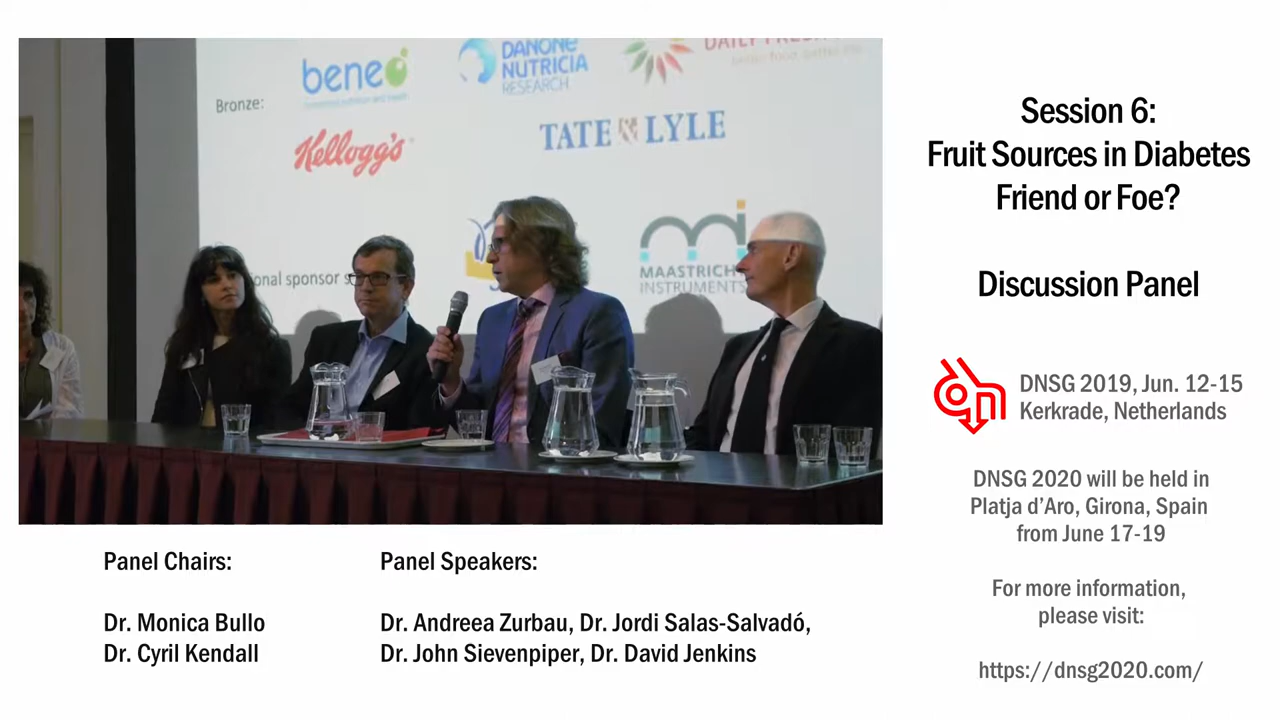 Bronze:
beneo
DANONE
NUTRICIA
RESEARCH
Kellogg's
TATE & LYLE
MAASTRICH
INSTRUMENTS
Session 6:
Fruit Sources in Diabetes
Friend or Foe?
Discussion Panel
DNSG 2019, Jun. 12-15
Kerkrade, Netherlands
DNSG 2020 will be held in
Platja d’Aro, Girona, Spain
from June 17-19
For more information,
please visit:
https://dnsg2020.com/
Panel Chairs:
Dr. Monica Bullo
Dr. Cyril Kendall
Panel Speakers:
Dr. Andreea Zurbau, Dr. Jordi Salas-Salvadó,
Dr. John Sievenpiper, Dr. David Jenkins